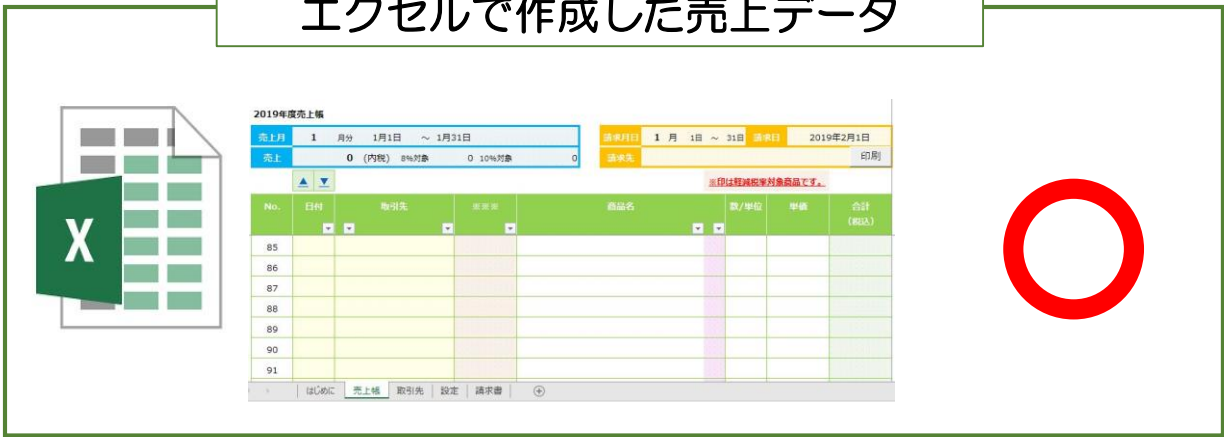 エクセルで作成した売上データ
2019年度売上帳
売上月 1 月分 1月1日 ～ 1月31日
請求月日 1 月 1日 ～ 31日 請求日 2019年2月1日
売上 0 (内税) 8%対象 0 10%対象 0
請求先 印刷
※印は軽減税率対象商品です。
No. 日付 取引先 ※※※ 商品名 数/単位 単価 合計
(税込)
85
86
87
88
89
90
91
はじめに 売上帳 取引先 設定 請求書
X